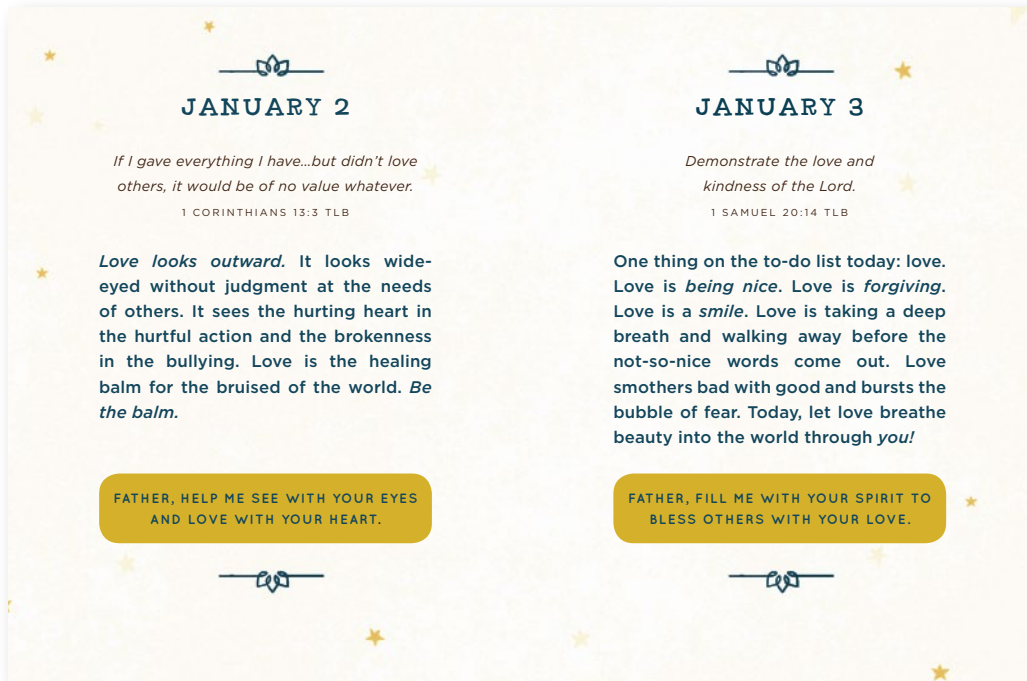 JANUARY 2
If I gave everything I have...but didn't love
others, it would be of no value whatever.
1 CORINTHIANS 13:3 TLB
Love looks outward. It looks wide-
eyed without judgment at the needs
of others. It sees the hurting heart in
the hurtful action and the brokenness
in the bullying. Love is the healing
balm for the bruised of the world. Be
the balm.
FATHER, HELP ME SEE WITH YOUR EYES
AND LOVE WITH YOUR HEART.
JANUARY 3
Demonstrate the love and
kindness of the Lord.
1 SAMUEL 20:14 TLB
One thing on the to-do list today: love.
Love is being nice. Love is forgiving.
Love is a smile. Love is taking a deep
breath and walking away before the
not-so-nice words come out. Love
smothers bad with good and bursts the
bubble of fear. Today, let love breathe
beauty into the world through you!
FATHER, FILL ME WITH YOUR SPIRIT TO
BLESS OTHERS WITH YOUR LOVE.